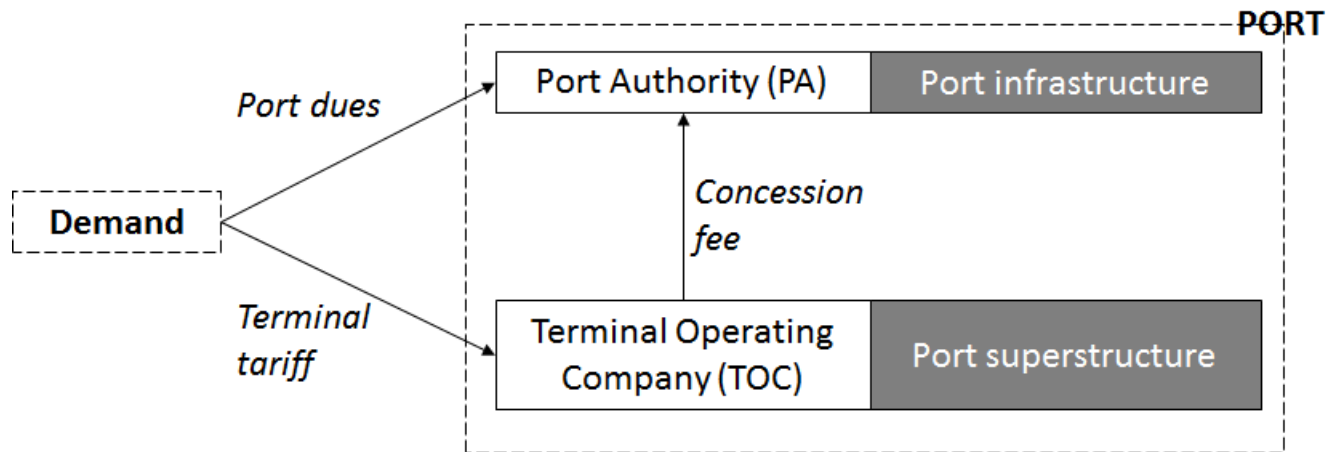 PORT
Port Authority (PA)
Port infrastructure
Port dues
Concession
fee
Demand
Terminal
tariff
Terminal Operating
Company (TOC)
Port superstructure